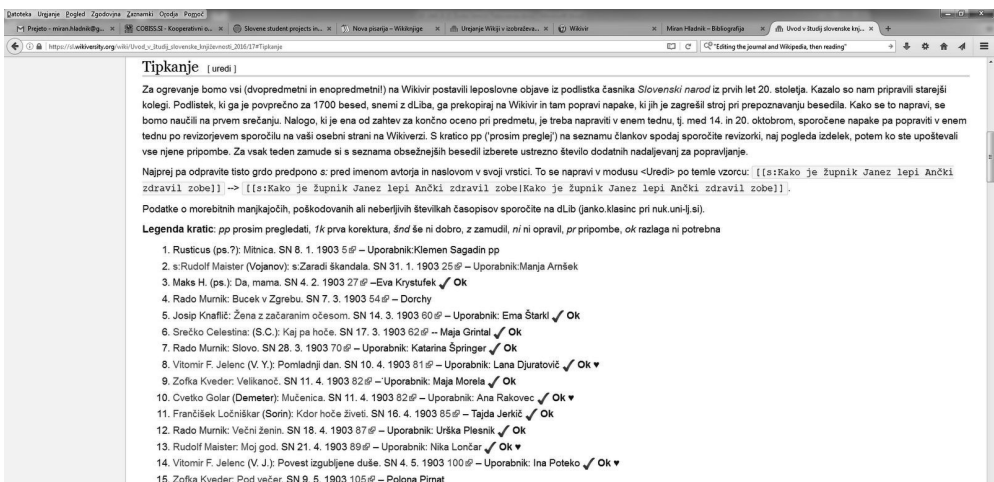 Datoteka Urejanje Pogled Zgodovina Zaznamki Orodja Pomoč
Prejeto - miran.hladnik@g... × COBISS.SI - Kooperativni o... × Slovene student projects in... × Nova pisarija – Wikiknjige × Urejanje Wikiji v izobraževa... × Wikivir × Miran Hladnik – Bibliografija × Uvod v študij slovenske knj... × +
https://sl.wikiversity.org/wiki/Uvod_v_študij_slovenske_književnosti_2016/17#Tipkanje "Editing the journal and Wikipedia, then reading"
Tipkanje [ uredi ]
Za ogrevanje bomo vsi (dvopredmetni in enopredmetni!) na Wikivir postavili leposlovne objave iz podlistka časnika Slovenski narod iz prvih let 20. stoletja. Kazalo so nam pripravili starejši
kolegi. Podlistek, ki ga je povprečno za 1700 besed, snemi z dLiba, ga prekopiraj na Wikivir in tam popravi napake, ki jih je zagrešil stroj pri prepoznavanju besedila. Kako se to napravi, se
bomo naučili na prvem srečanju. Nalogo, ki je ena od zahtev za končno oceno pri predmetu, je treba napraviti v enem tednu, tj. med 14. in 20. oktobrom, sporočene napake pa popraviti v enem
tednu po revizorjevem sporočilu na vaši osebni strani na Wikiverzi. S kratico pp ('prosim preglej') na seznamu člankov spodaj sporočite revizorki, naj pogleda izdelek, potem ko ste upoštevali
vse njene pripombe. Za vsak teden zamude si s seznama obsežnejših besedil izberete ustrezno število dodatnih nadaljevanj za popravljanje.
Najprej pa odpravite tisto grdo predpono s: pred imenom avtorja in naslovom v svoji vrstici. To se napravi v modusu <Uredi> po temle vzorcu: [[s:Kako je župnik Janez lepi Ančki
zdravil zobe]] --> [[s:Kako je župnik Janez lepi Ančki zdravil zobe|Kako je župnik Janez lepi Ančki zdravil zobe]] .
Podatke o morebitnih manjkajočih, poškodovanih ali neberljivih številkah časopisov sporočite na dLib (janko.klasinc pri nuk.uni-lj.si).
Legenda kratic: pp prosim pregledati, 1k prva korektura, šnd še ni dobro, z zamudil, ni ni opravil, pr pripombe, ok razlaga ni potrebna
1. Rusticus (ps.?): Mitnica. SN 8. 1. 1903 5 – Uporabnik:Klemen Sagadin pp
2. s:Rudolf Maister (Vojanov): s:Zaradi škandala. SN 31. 1. 1903 25 – Uporabnik:Manja Arnšek
3. Maks H. (ps.): Da, mama. SN 4. 2. 1903 27 –Eva Krystufek ✓ Ok
4. Rado Murnik: Bucek v Zgrebu. SN 7. 3. 1903 54 – Dorchy
5. Josip Knaflič: Žena z začaranim očesom. SN 14. 3. 1903 60 – Uporabnik: Ema Štarkl ✓ Ok
6. Srečko Celestina: (S.C.): Kaj pa hoče. SN 17. 3. 1903 62 -- Maja Grintal ✓ Ok
7. Rado Murnik: Slovo. SN 28. 3. 1903 70 – Uporabnik: Katarina Špringer ✓ Ok
8. Vitomir F. Jelenc (V. Y.): Pomladnji dan. SN 10. 4. 1903 81 – Uporabnik: Lana Djuratovič ✓ Ok ♥
9. Zofka Kveder: Velikanoč. SN 11. 4. 1903 82 –˙Uporabnik: Maja Morela ✓ Ok
10. Cvetko Golar (Demeter): Mučenica. SN 11. 4. 1903 82 – Uporabnik: Ana Rakovec ✓ Ok ♥
11. Frančišek Ločniškar (Sorin): Kdor hoče živeti. SN 16. 4. 1903 85 – Tajda Jerkič ✓ Ok
12. Rado Murnik: Večni ženin. SN 18. 4. 1903 87 – Uporabnik: Urška Plesnik ✓ Ok
13. Rudolf Maister: Moj god. SN 21. 4. 1903 89 – Uporabnik: Nika Lončar ✓ Ok ♥
14. Vitomir F. Jelenc (V. J.): Povest izgubljene duše. SN 4. 5. 1903 100 – Uporabnik: Ina Poteko ✓ Ok ♥
15. Zofka Kveder: Pod večer. SN 9. 5. 1903 105 – Polona Pirnat